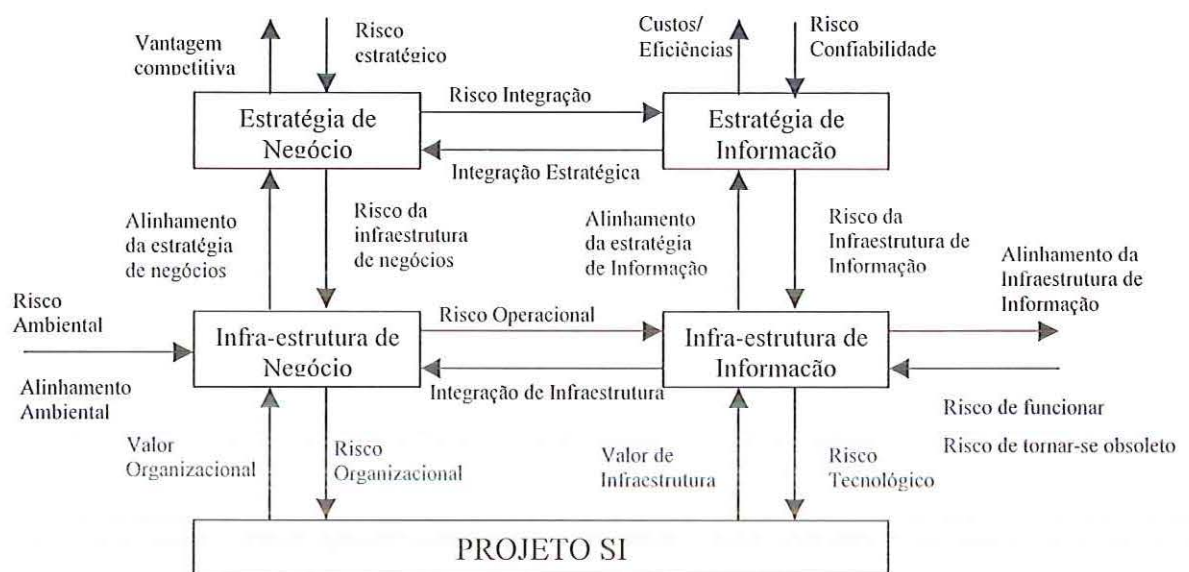 Vantagem
competitiva
Risco
estratégico
Custos/
Eficiências
Risco
Confiabilidade
Estratégia de
Negócio
Risco Integração
Integração Estratégica
Estratégia de
Informação
Alinhamento
da estratégia
de negócios
Risco da
infraestrutura
de negócios
Alinhamento
da estratégia
de Informação
Risco da
Infraestrutura de
Informação
Alinhamento da
Infraestrutura de
Informação
Risco
Ambiental
Alinhamento
Ambiental
Infra-estrutura de
Negócio
Risco Operacional
Integração de Infraestrutura
Infra-estrutura de
Informação
Risco de funcionar
Risco de tornar-se obsoleto
Valor
Organizacional
Risco
Organizacional
Valor de
Infraestrutura
Risco
Tecnológico
PROJETO SI